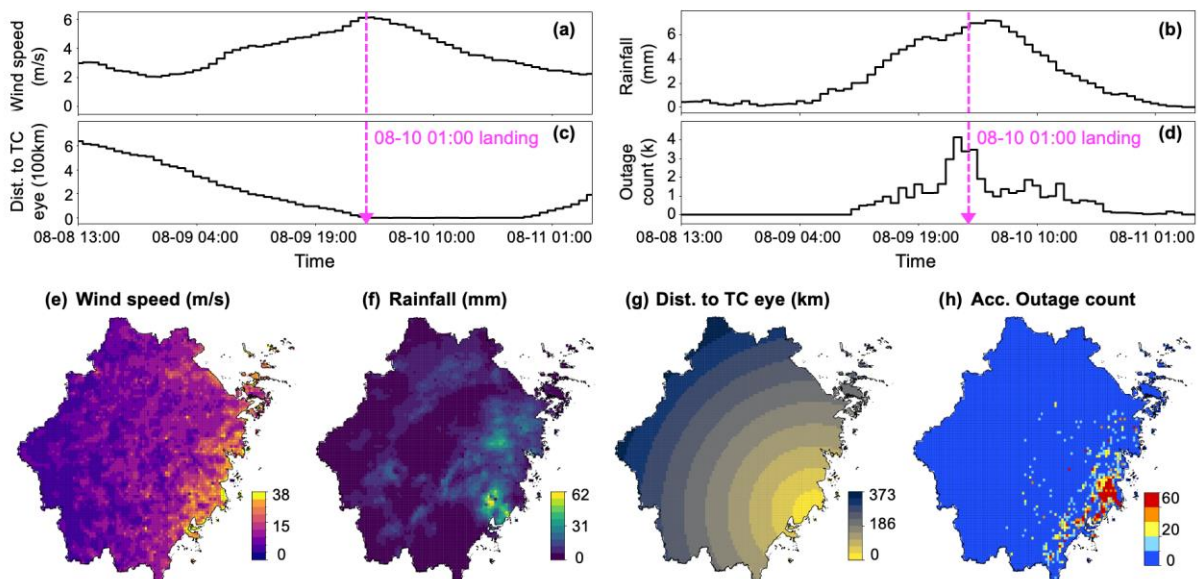 (a)
Wind speed
(m/s)
6
4
2
0
(b)
Rainfall
(mm)
6
4
2
0
(c)
Dist. to TC
eye (100km)
6
4
2
0
08-10 01:00 landing
08-08 13:00 08-09 04:00 08-09 19:00 08-10 10:00 08-11 01:00
Time
(d)
Outage
count (k)
4
3
2
1
0
08-10 01:00 landing
08-08 13:00 08-09 04:00 08-09 19:00 08-10 10:00 08-11 01:00
Time
(e) Wind speed (m/s)
38
15
0
(f) Rainfall (mm)
62
31
0
(g) Dist. to TC eye (km)
373
186
0
(h) Acc. Outage count
60
30
20
0